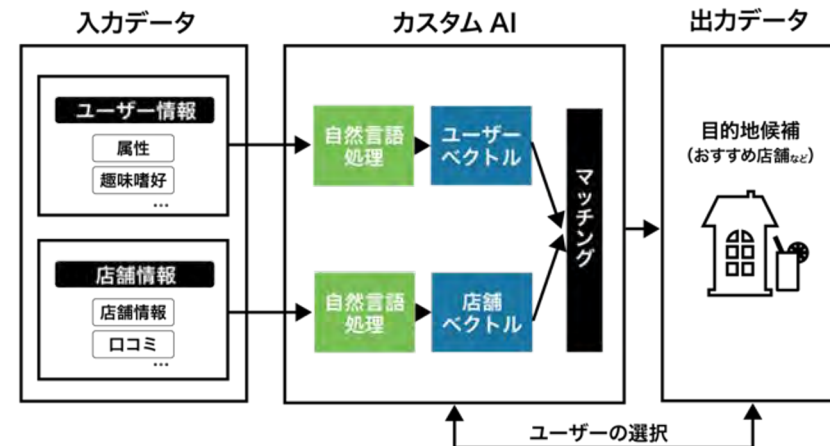 入力データ
カスタム AI
出力データ
ユーザー情報
属性
趣味嗜好
...
店舗情報
店舗情報
口コミ
...
自然言語
処理
ユーザー
ベクトル
自然言語
処理
店舗
ベクトル
マッチング
目的地候補
(おすすめ店舗など)
ユーザーの選択